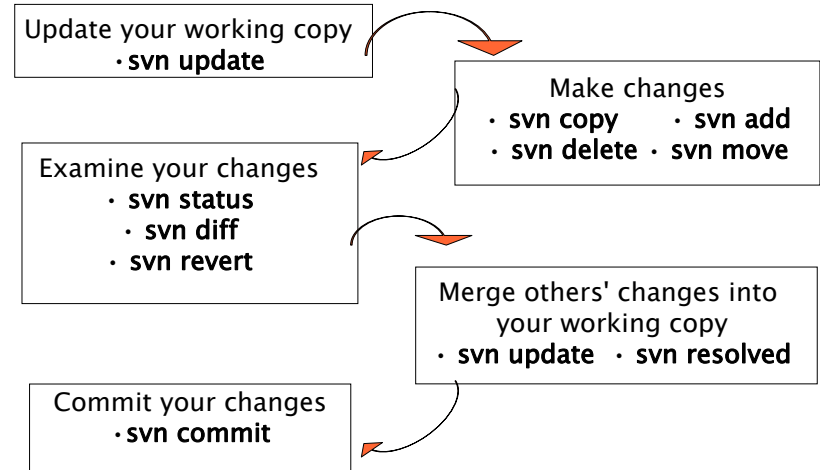 Update your working copy
· svn update
Make changes
· svn copy · svn add
· svn delete · svn move
Examine your changes
· svn status
· svn diff
· svn revert
Merge others' changes into
your working copy
· svn update · svn resolved
Commit your changes
· svn commit